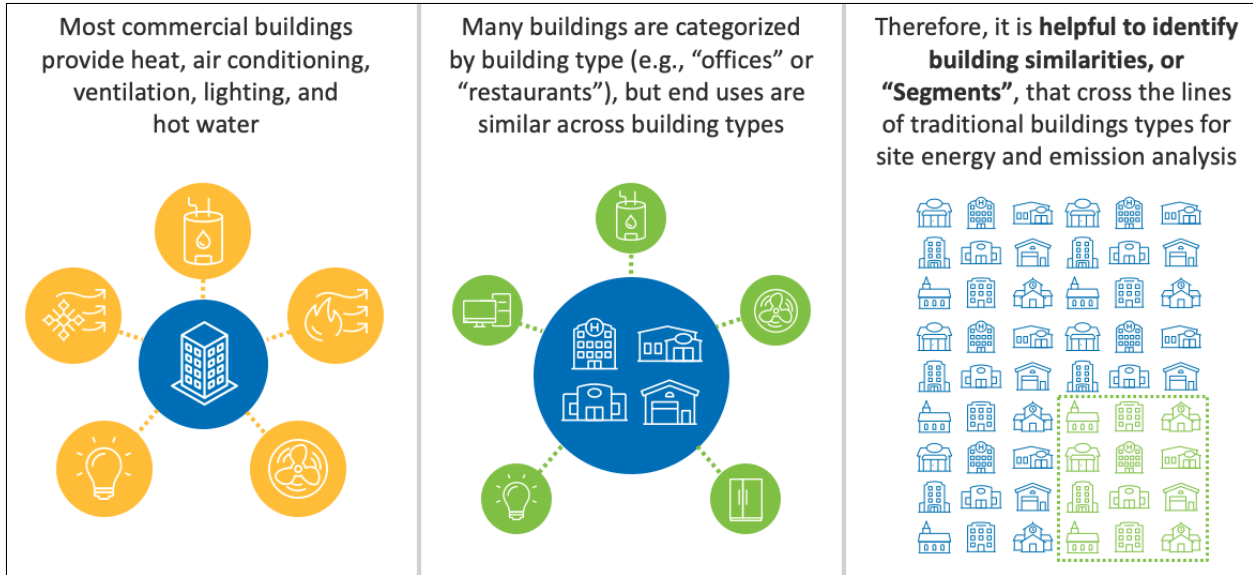 Most commercial buildings
provide heat, air conditioning,
ventilation, lighting, and
hot water
Many buildings are categorized
by building type (e.g., “offices” or
“restaurants”), but end uses are
similar across building types
Therefore, it is helpful to identify
building similarities, or
“Segments”, that cross the lines
of traditional buildings types for
site energy and emission analysis
H
H
H
H
H
H
H